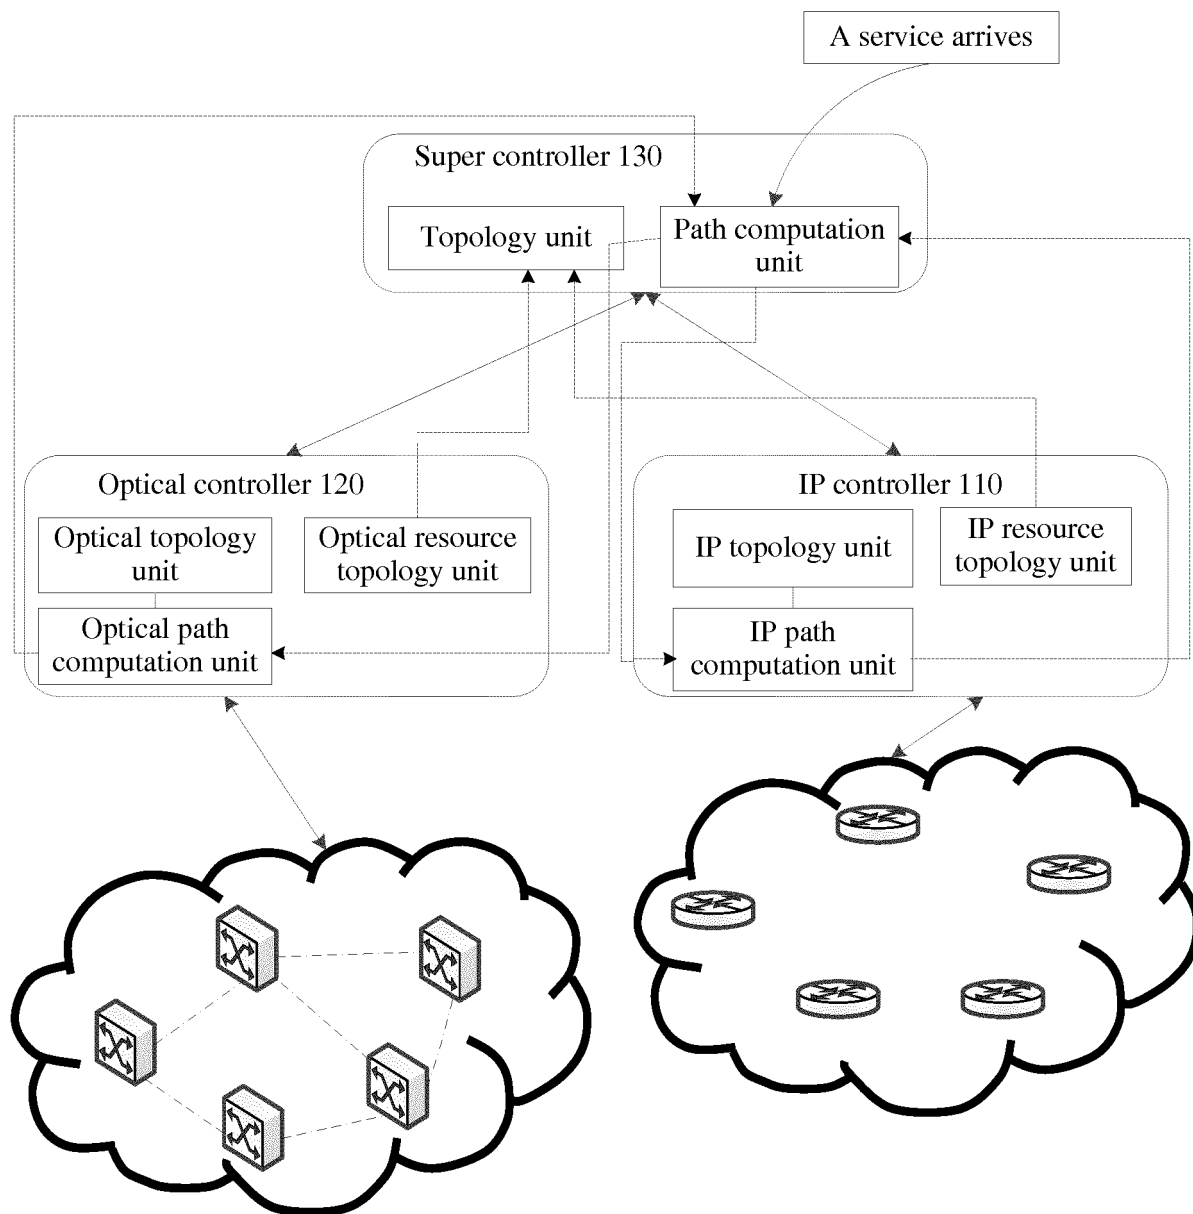 A service arrives
Super controller 130
Topology unit
Path computation
unit
Optical controller 120
Optical topology
unit
Optical resource
topology unit
Optical path
computation unit
IP controller 110
IP topology unit
IP resource
topology unit
IP path
computation unit